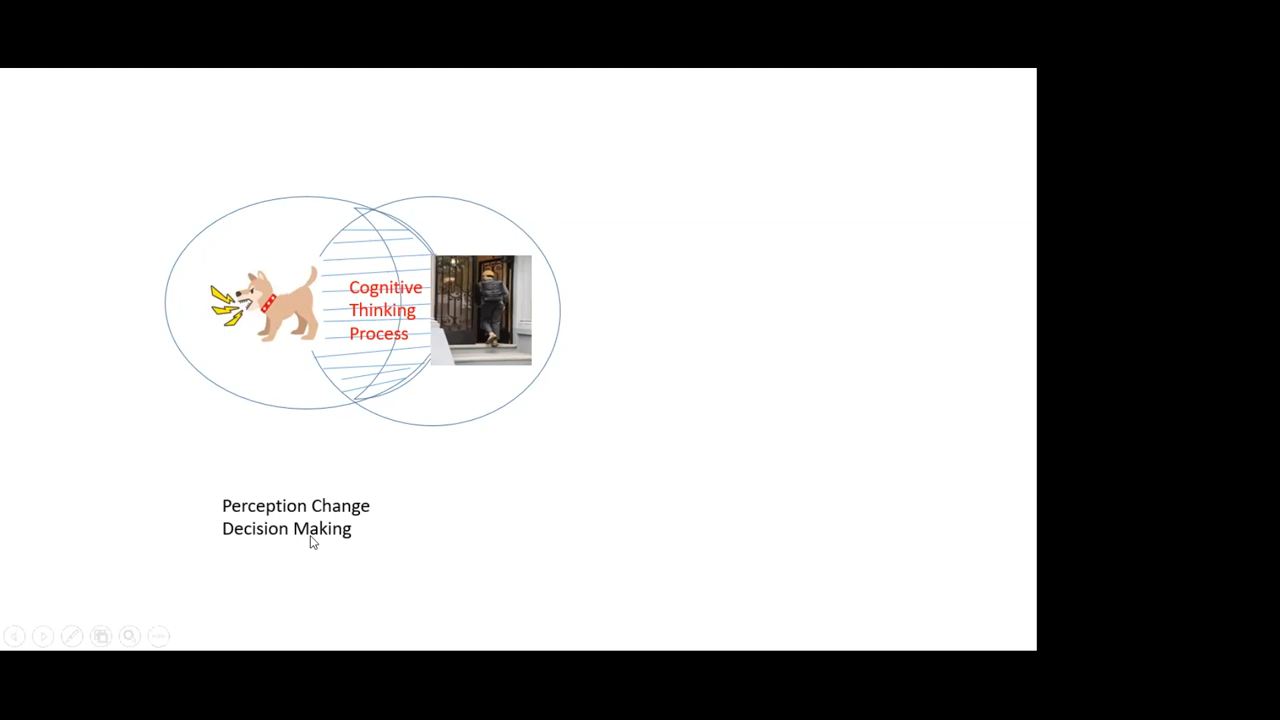 Cognitive
Thinking
Process
Perception Change
Decision Making